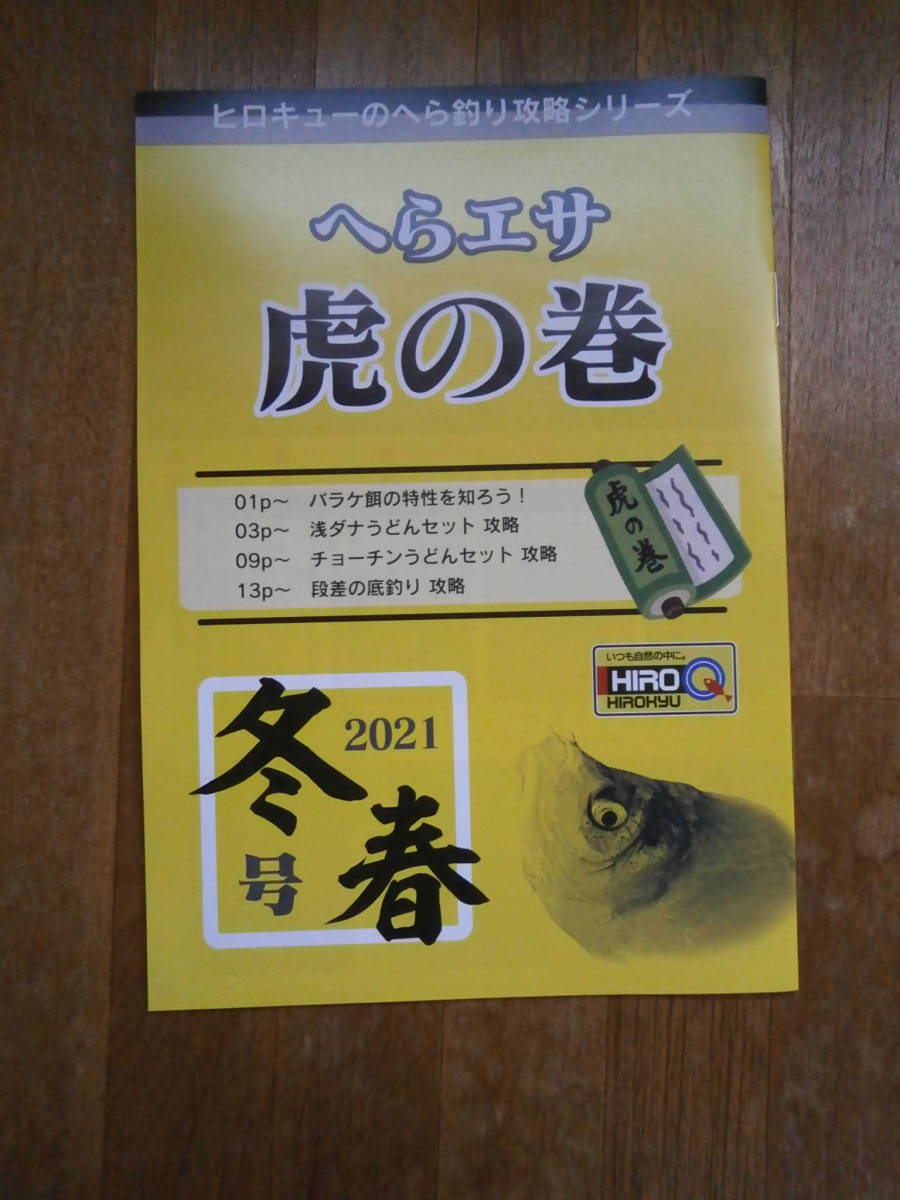 ヒロキューのへら釣り攻略シリーズ
へらエサ
虎の巻
01p～ バラケ餌の特性を知ろう！
03p～ 浅ダナうどんセット 攻略
09p～ チョーチンうどんセット 攻略
13p～ 段差の底釣り 攻略
虎の巻
いつも自然の中に。
HIRO Q
HIROKYU
2021
冬春
号